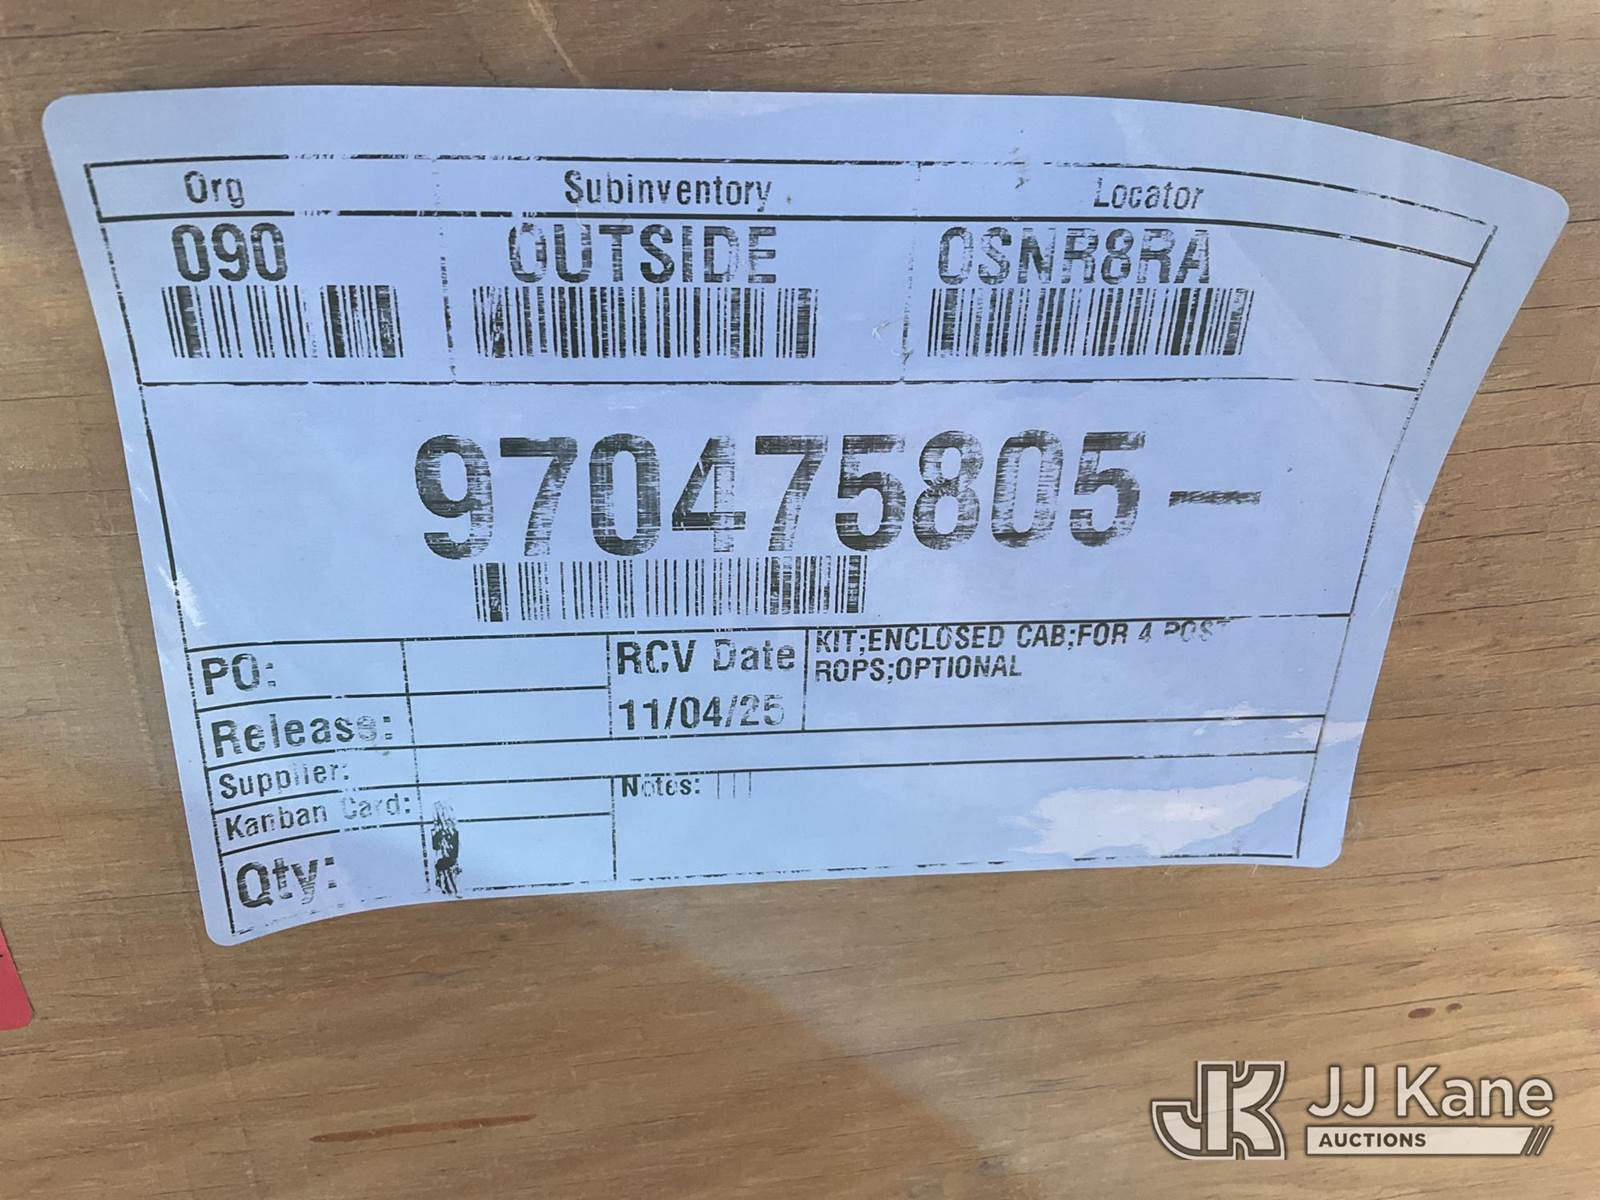 Org Subinventory Locator
090 OUTSIDE OSNR8RA
970475805-
PO:
RCV Date
KIT;ENCLOSED CAB;FOR 4 POST
ROPS;OPTIONAL
Release:
11/04/25
Supplier:
Kanban Card:
Notes:
Qty:
JK JJ Kane
AUCTIONS